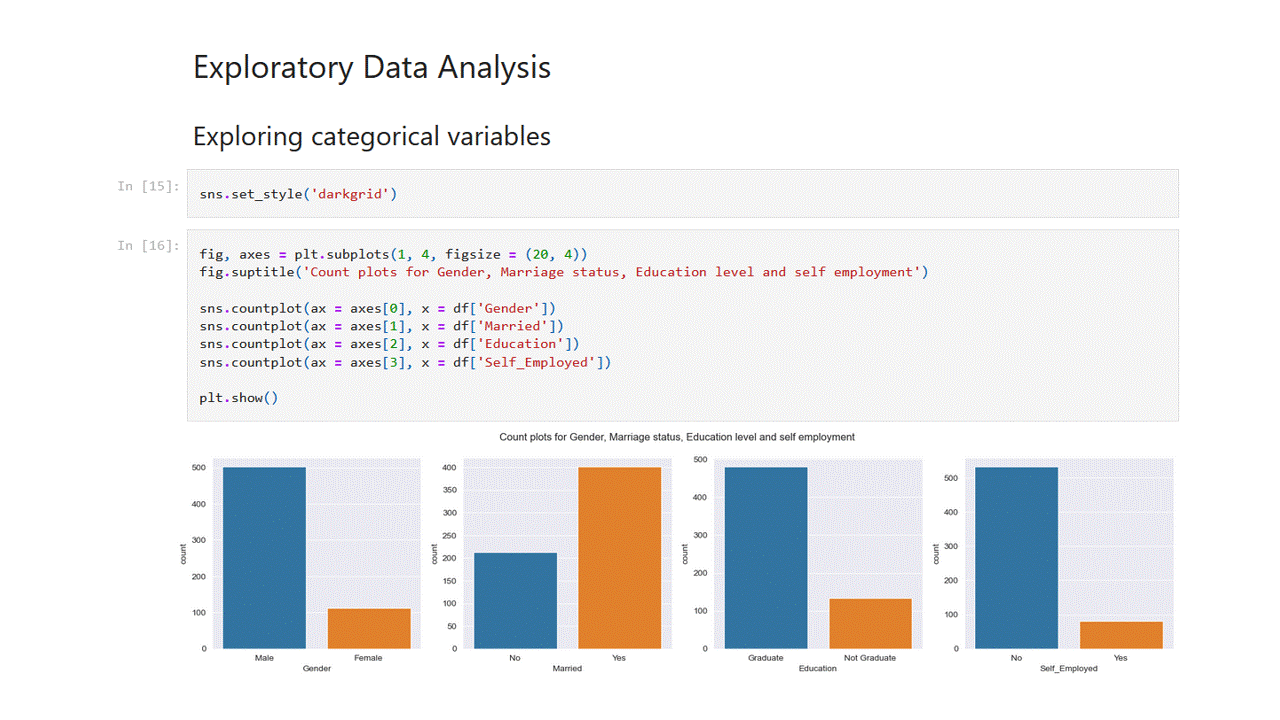 Exploratory Data Analysis
Exploring categorical variables
In [15]:
sns.set_style('darkgrid')
In [16]:
fig, axes = plt.subplots(1, 4, figsize = (20, 4))
fig.suptitle('Count plots for Gender, Marriage status, Education level and self employment')
sns.countplot(ax = axes[0], x = df['Gender'])
sns.countplot(ax = axes[1], x = df['Married'])
sns.countplot(ax = axes[2], x = df['Education'])
sns.countplot(ax = axes[3], x = df['Self_Employed'])
plt.show()
Count plots for Gender, Marriage status, Education level and self employment
500
400
300
200
100
0
count
Male Female
Gender
400
350
300
250
200
150
100
50
0
count
No Yes
Married
500
400
300
200
100
0
count
Graduate Not Graduate
Education
500
400
300
200
100
0
count
No Yes
Self_Employed